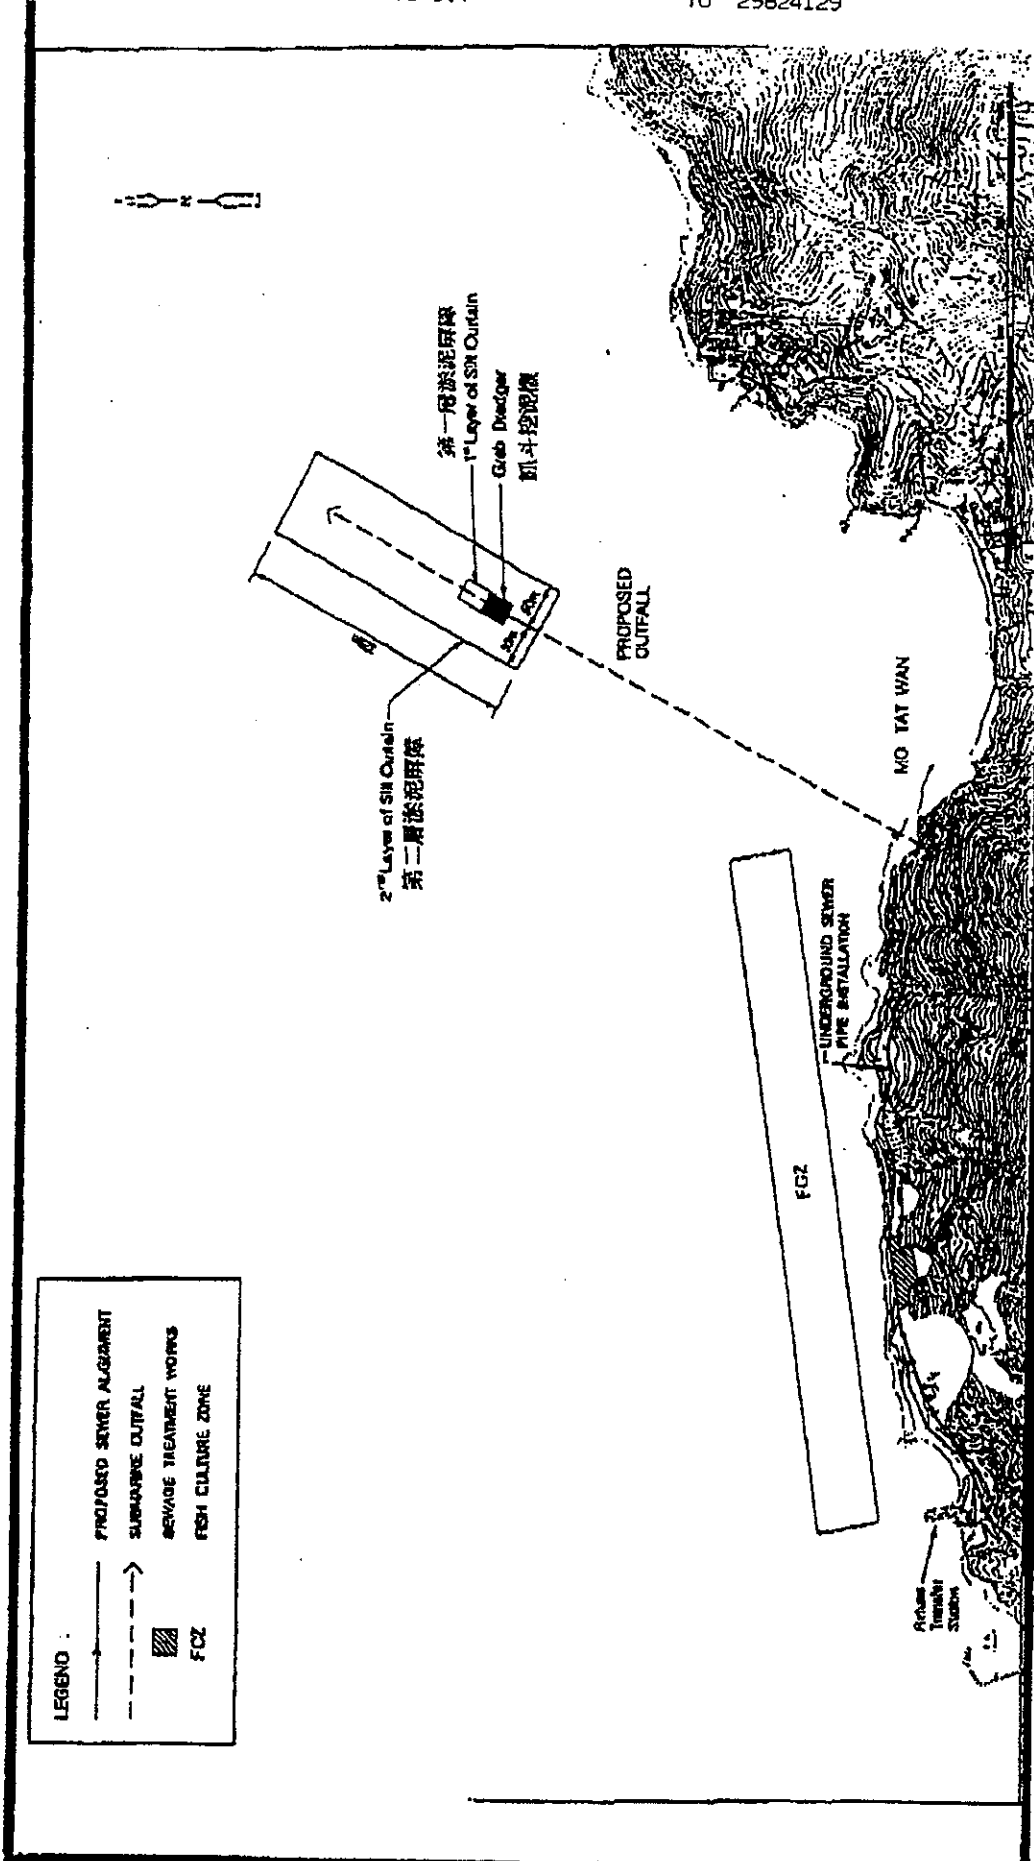 TO 29824129
LEGEND :
PROPOSED SEWER ALIGNMENT
SUBMARINE OUTFALL
SEWAGE TREATMENT WORKS
FCZ
FISH CULTURE ZONE
N
第一層淤泥屏障
1st Layer of Silt Curtain
Grab Dredger
抓斗挖泥機
2nd Layer of Silt Curtain
第二層淤泥屏障
PROPOSED
OUTFALL
MO TAT WAN
UNDERGROUND SEWER
PIPE INSTALLATION
FCZ
Refuse
Transfer
Station